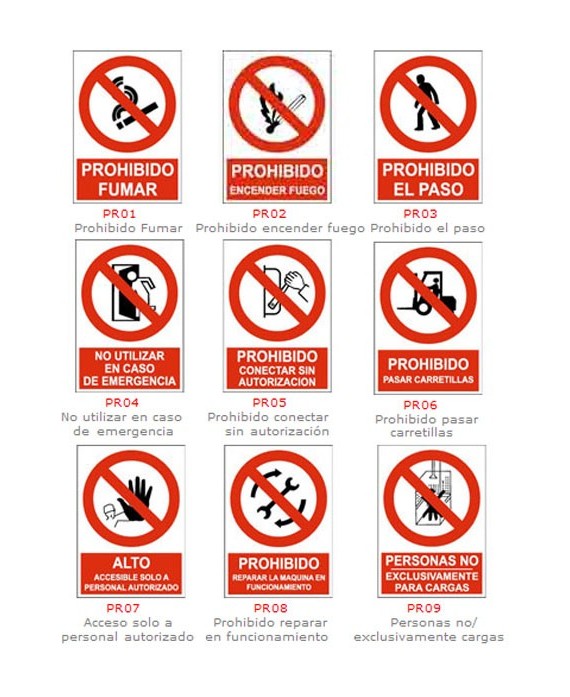 PROHIBIDO
FUMAR
PR01
Prohibido Fumar
PROHIBIDO
ENCENDER FUEGO
PR02
Prohibido encender fuego
PROHIBIDO
EL PASO
PR03
Prohibido el paso
NO UTILIZAR
EN CASO
DE EMERGENCIA
PR04
No utilizar en caso
de emergencia
PROHIBIDO
CONECTAR SIN
AUTORIZACION
PR05
Prohibido conectar
sin autorización
PROHIBIDO
PASAR CARRETILLAS
PR06
Prohibido pasar
carretillas
ALTO
ACCESIBLE SOLO A
PERSONAL AUTORIZADO
PR07
Acceso solo a
personal autorizado
PROHIBIDO
REPARAR LA MAQUINA EN
FUNCIONAMIENTO
PR08
Prohibido reparar
en funcionamiento
PERSONAS NO
EXCLUSIVAMENTE
PARA CARGAS
PR09
Personas no/
exclusivamente cargas